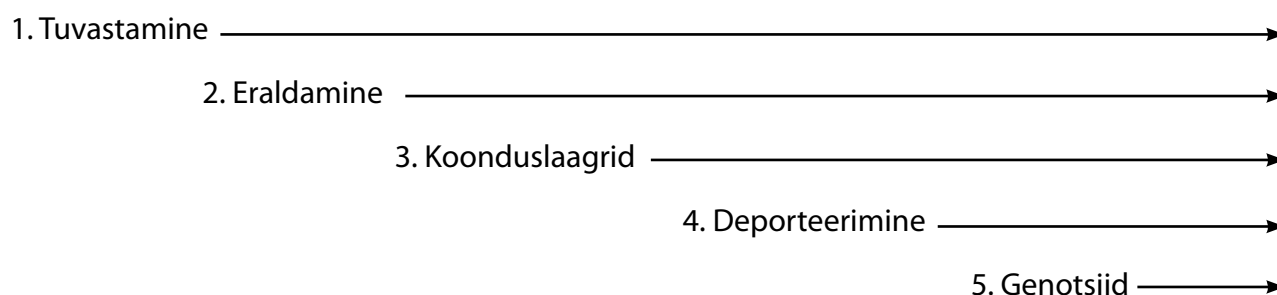 1. Tuvastamine
2. Eraldamine
3. Koonduslaagrid
4. Deporteerimine
5. Genotsiid